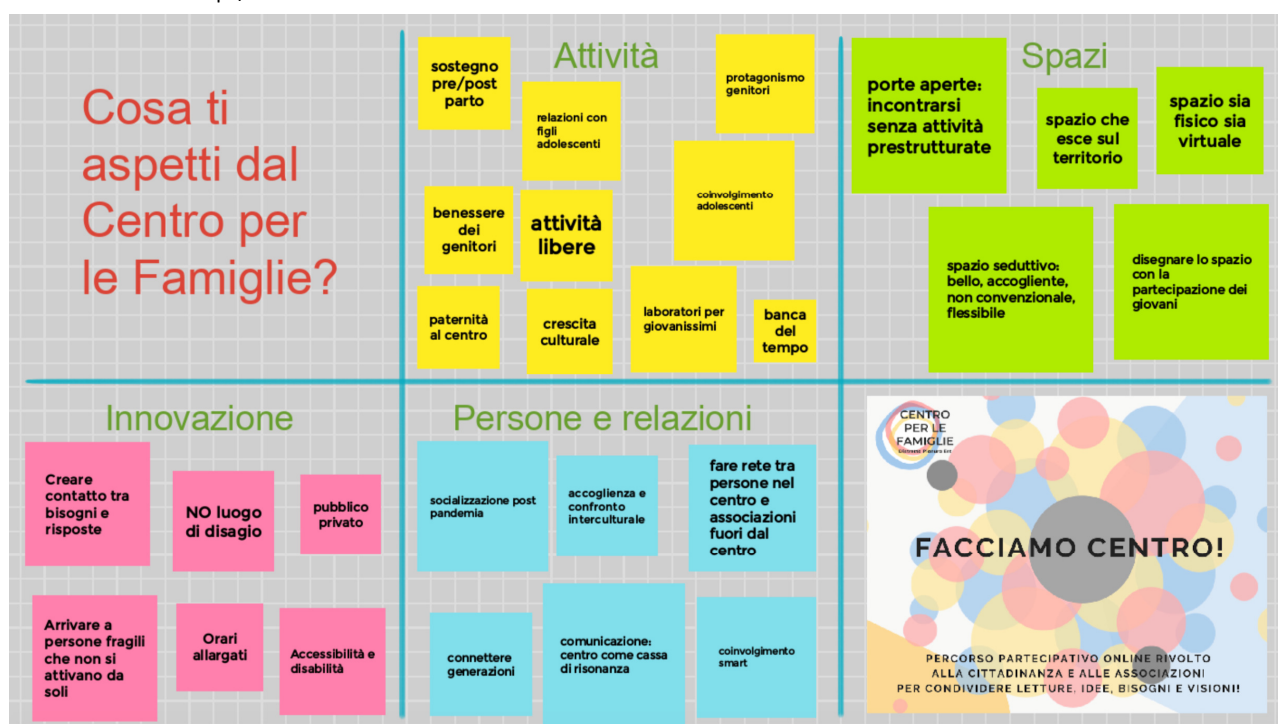 Cosa ti
aspetti dal
Centro per
le Famiglie?
Attività
sostegno
pre/post
parto
relazioni con
figli
adolescenti
protagonismo
genitori
coinvolgimento
adolescenti
benessere
dei
genitori
attività
libere
paternità
al centro
crescita
culturale
laboratori per
giovanissimi
banca
del
tempo
Spazi
porte aperte:
incontrarsi
senza attività
prestrutturate
spazio che
esce sul
territorio
spazio sia
fisico sia
virtuale
spazio seduttivo:
bello, accogliente,
non convenzionale,
flessibile
disegnare lo spazio
con la
partecipazione dei
giovani
Innovazione
Creare
contatto tra
bisogni e
risposte
NO luogo
di disagio
pubblico
privato
Arrivare a
persone fragili
che non si
attivano da
soli
Orari
allargati
Accessibilità e
disabilità
Persone e relazioni
socializzazione post
pandemia
accoglienza e
confronto
interculturale
fare rete tra
persone nel
centro e
associazioni
fuori dal
centro
connettere
generazioni
comunicazione:
centro come cassa
di risonanza
coinvolgimento
smart
CENTRO
PER LE
FAMIGLIE
FACCIAMO CENTRO!
PERCORSO PARTECIPATIVO ONLINE RIVOLTO
ALLA CITTADINANZA E ALLE ASSOCIAZIONI
PER CONDIVIDERE LETTURE, IDEE, BISOGNI E VISIONI!